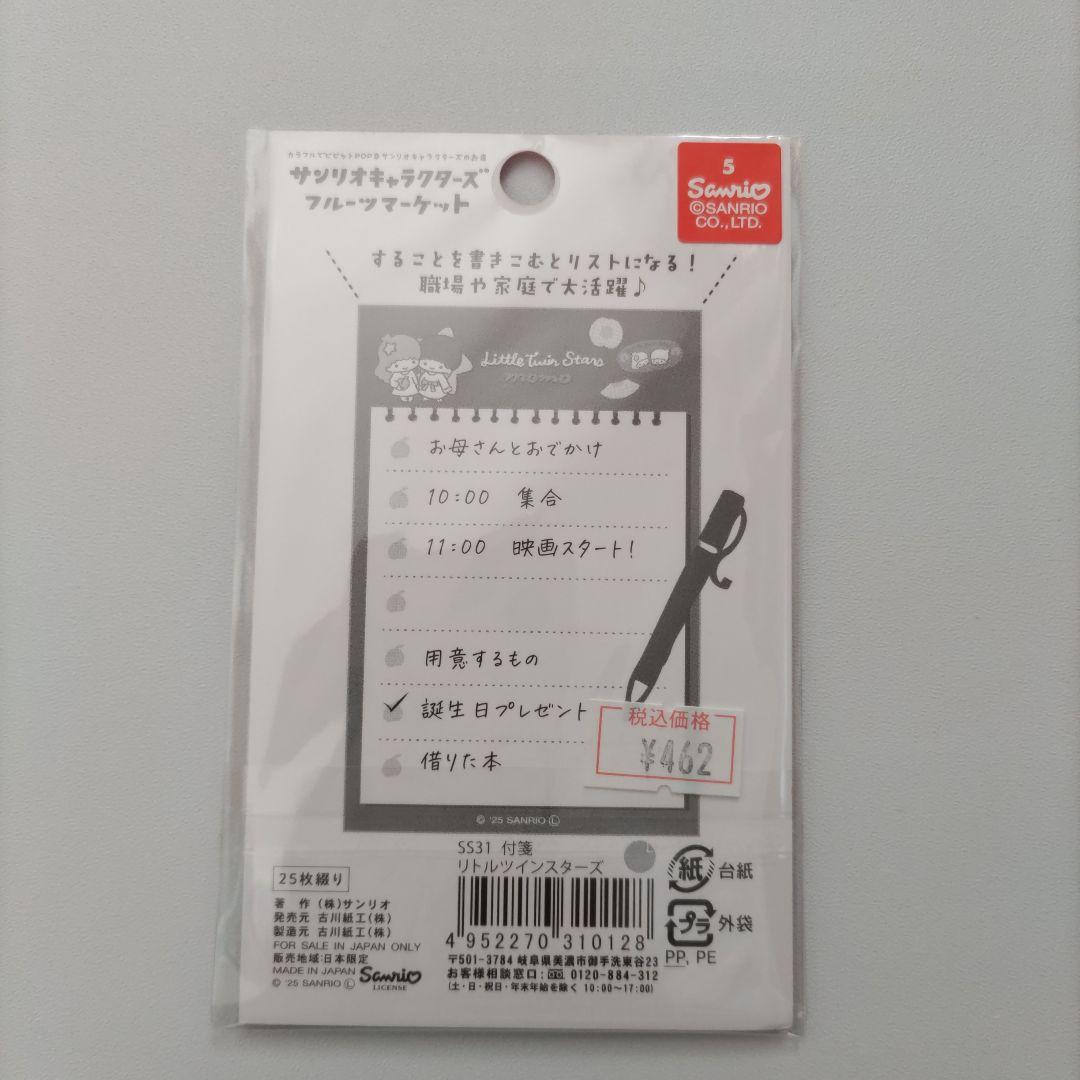 カラフルでビビットPOPなサンリオキャラクターズのお店
サンリオキャラクターズ
フルーツマーケット
5
Sanrio
©SANRIO
CO.,LTD.
することを書きこむとリストになる！
職場や家庭で大活躍♪
Little Twin Stars
momo
お母さんとおでかけ
10:00 集合
11:00 映画スタート！
用意するもの
誕生日プレゼント
借りた本
税込価格
¥462
© '25 SANRIO Ⓛ
SS31 付箋
リトルツインスターズ
25枚綴り
著 作 (株)サンリオ
発売元 古川紙工(株)
製造元 古川紙工(株)
FOR SALE IN JAPAN ONLY
販売地域:日本限定
MADE IN JAPAN
© '25 SANRIO Ⓛ
Sanrio
LICENSE
4 952270 310128
〒501-3784 岐阜県美濃市御手洗東谷23
お客様相談窓口: 0120-884-312
(土・日・祝日・年末年始を除く 10:00～17:00)
紙 台紙
プラ 外袋
PP, PE